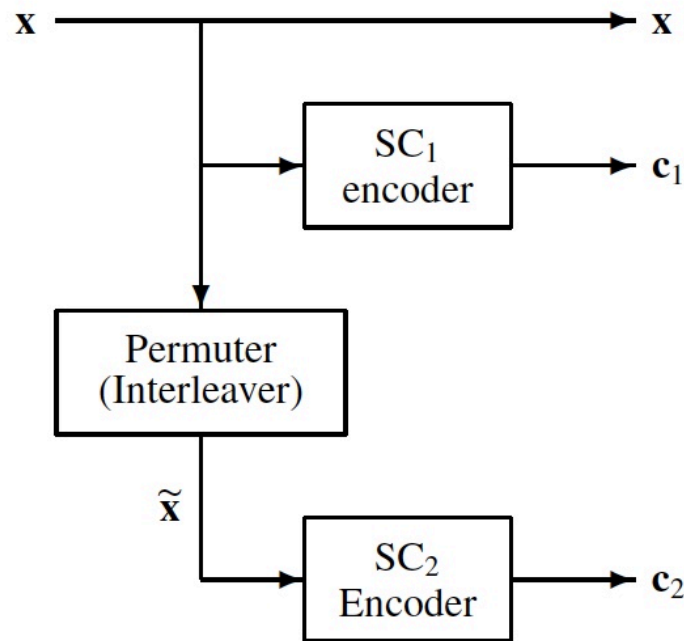 x
x
SC₁
encoder
c₁
Permuter
(Interleaver)
x̃
SC₂
Encoder
c₂